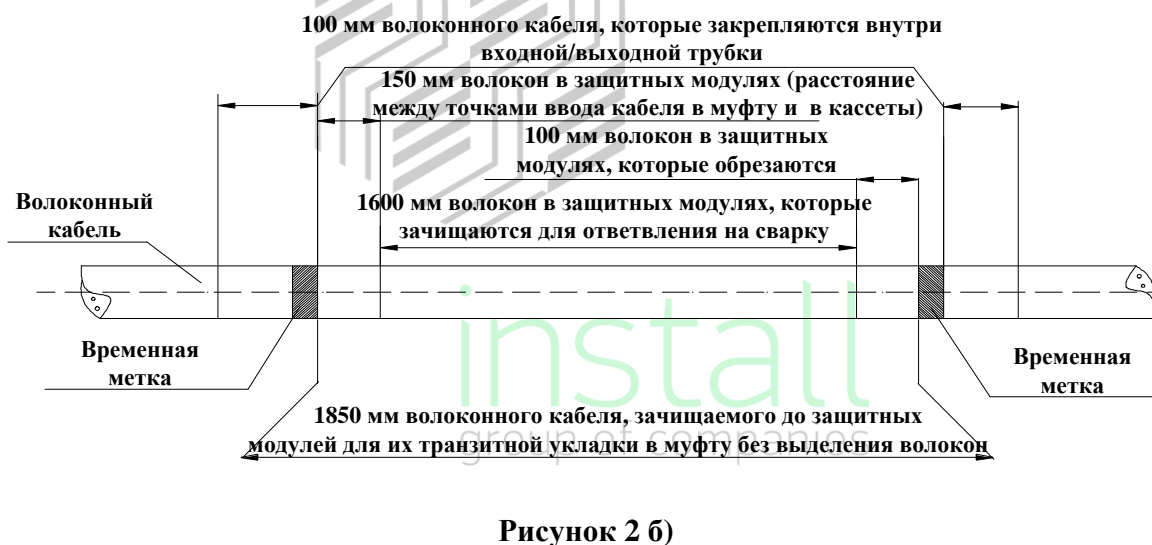 100 мм волоконного кабеля, которые закрепляются внутри
входной/выходной трубки
150 мм волокон в защитных модулях (расстояние
между точками ввода кабеля в муфту и в кассеты)
100 мм волокон в защитных
модулях, которые обрезаются
1600 мм волокон в защитных модулях, которые
зачищаются для ответвления на сварку
Волоконный
кабель
Временная
метка
Временная
метка
install
group of companies
1850 мм волоконного кабеля, зачищаемого до защитных
модулей для их транзитной укладки в муфту без выделения волокон
Рисунок 2 б)